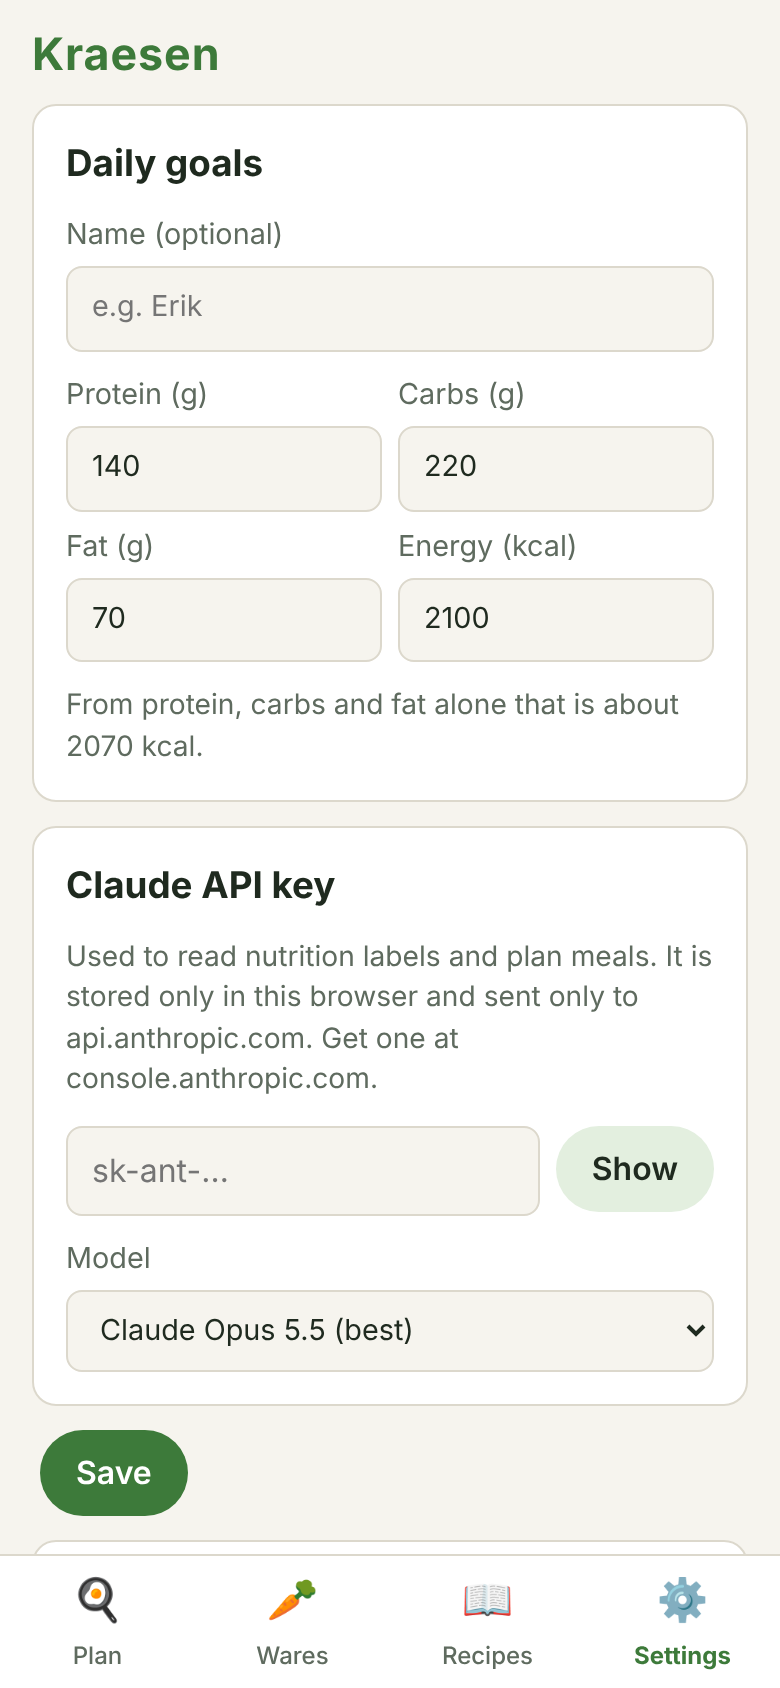 Kraesen
Daily goals
Name (optional)
e.g. Erik
Protein (g)
Carbs (g)
140
220
Fat (g)
Energy (kcal)
70
2100
From protein, carbs and fat alone that is about
2070 kcal.
Claude API key
Used to read nutrition labels and plan meals. It is
stored only in this browser and sent only to
api.anthropic.com. Get one at
console.anthropic.com.
sk-ant-...
Show
Model
Claude Opus 5.5 (best)
Save
Plan
Wares
Recipes
Settings